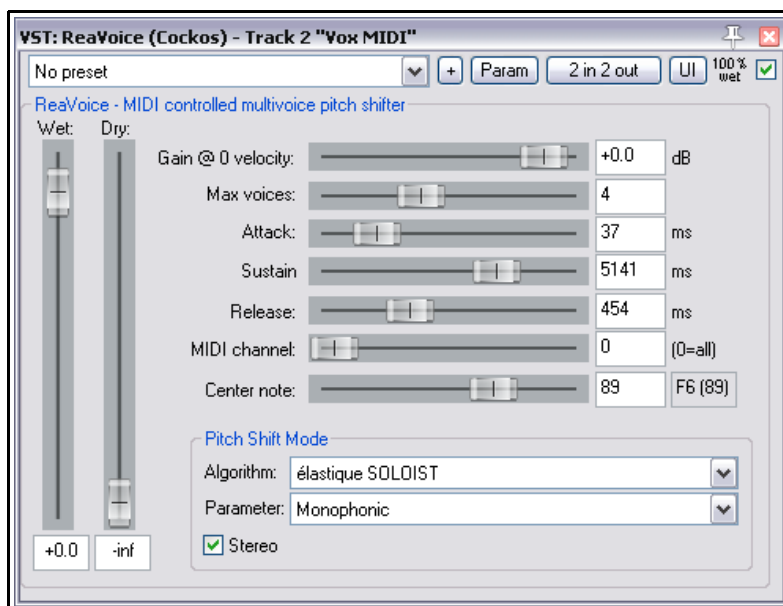 VST: ReaVoice (Cockos) - Track 2 "Vox MIDI"
No preset + Param 2 in 2 out UI 100% wet
ReaVoice - MIDI controlled multivoice pitch shifter
Wet: Dry:
Gain @ 0 velocity: +0.0 dB
Max voices: 4
Attack: 37 ms
Sustain 5141 ms
Release: 454 ms
MIDI channel: 0 (0=all)
Center note: 89 F6 (89)
Pitch Shift Mode
Algorithm: élastique SOLOIST
Parameter: Monophonic
Stereo
+0.0 -inf